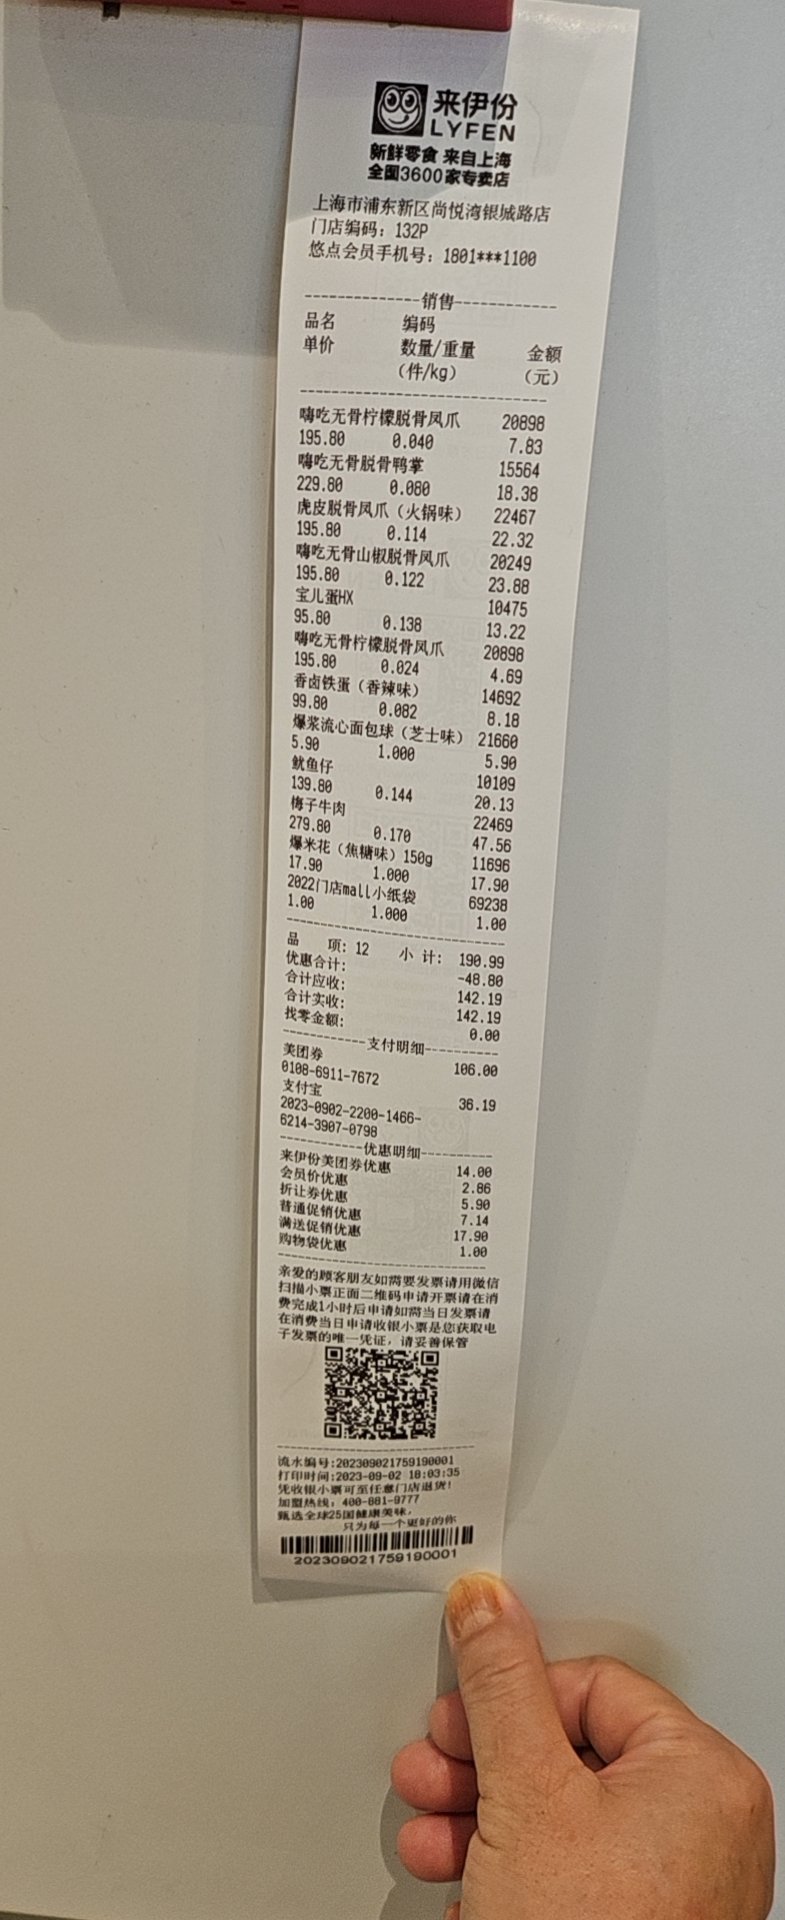 来伊份
LYFEN
新鲜零食 来自上海
全国3600家专卖店
上海市浦东新区尚悦湾银城路店
门店编码：132P
悠点会员手机号：1801***1100
--------------销售------------
品名 编码
单价 数量/重量 金额
（件/kg） （元）
------------------------------
嗨吃无骨柠檬脱骨凤爪 20898
195.80 0.040 7.83
嗨吃无骨脱骨鸭掌 15564
229.80 0.080 18.38
虎皮脱骨凤爪（火锅味） 22467
195.80 0.114 22.32
嗨吃无骨山椒脱骨凤爪 20249
195.80 0.122 23.88
宝儿蛋HX 10475
95.80 0.138 13.22
嗨吃无骨柠檬脱骨凤爪 20898
195.80 0.024 4.69
香卤铁蛋（香辣味） 14692
99.80 0.082 8.18
爆浆流心面包球（芝士味） 21660
5.90 1.000 5.90
鱿鱼仔 10109
139.80 0.144 20.13
梅子牛肉 22469
279.80 0.170 47.56
爆米花（焦糖味）150g 11696
17.90 1.000 17.90
2022门店mall小纸袋 69238
1.00 1.000 1.00
------------------------------
品 项: 12 小 计: 190.99
优惠合计: -48.80
合计应收: 142.19
合计实收: 142.19
找零金额: 0.00
------------支付明细----------
美团券 106.00
0108-6911-7672
支付宝 36.19
2023-0902-2200-1466-
6214-3907-0798
------------优惠明细----------
来伊份美团券优惠 14.00
会员价优惠 2.86
折让券优惠 5.90
普通促销优惠 7.14
满送促销优惠 17.90
购物袋优惠 1.00
------------------------------
亲爱的顾客朋友如需要发票请用微信
扫描小票正面二维码申请开票请在消
费完成1小时后申请如需当日发票请
在消费当日申请收银小票是您获取电
子发票的唯一凭证，请妥善保管
------------------------------
流水编号:202309021759190001
打印时间:2023-09-02 18:03:35
凭收银小票可至任意门店退货!
加盟热线: 400-881-9777
甄选全球25国健康美味，
只为每一个更好的你
202309021759190001